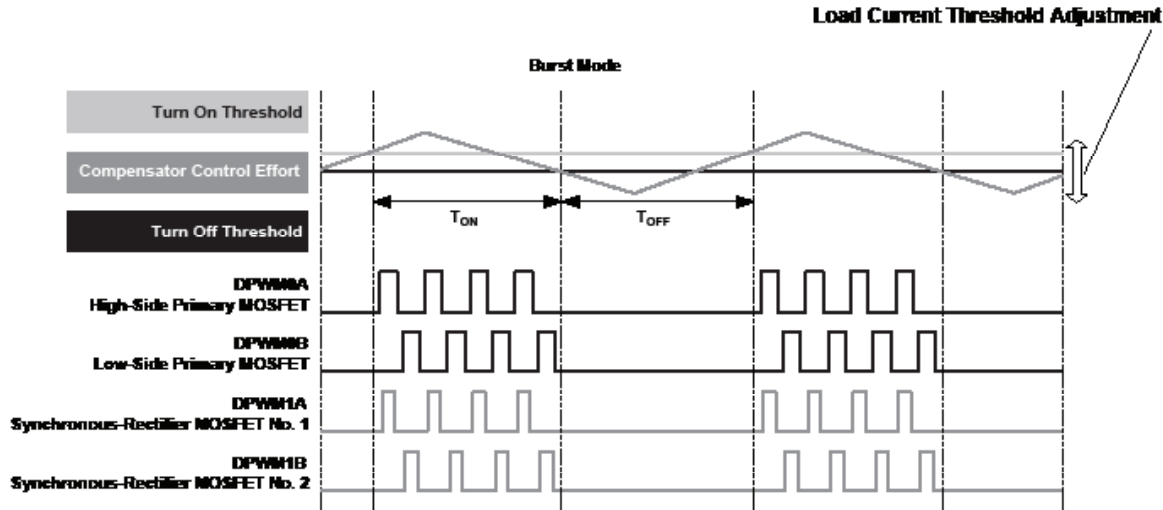 Load Current Threshold Adjustment
Burst Mode
Turn On Threshold
Compensator Control Effort
Turn Off Threshold
TON
TOFF
DPWM0A
High-Side Primary MOSFET
DPWM0B
Low-Side Primary MOSFET
DPWM1A
Synchronous-Rectifier MOSFET No. 1
DPWM1B
Synchronous-Rectifier MOSFET No. 2